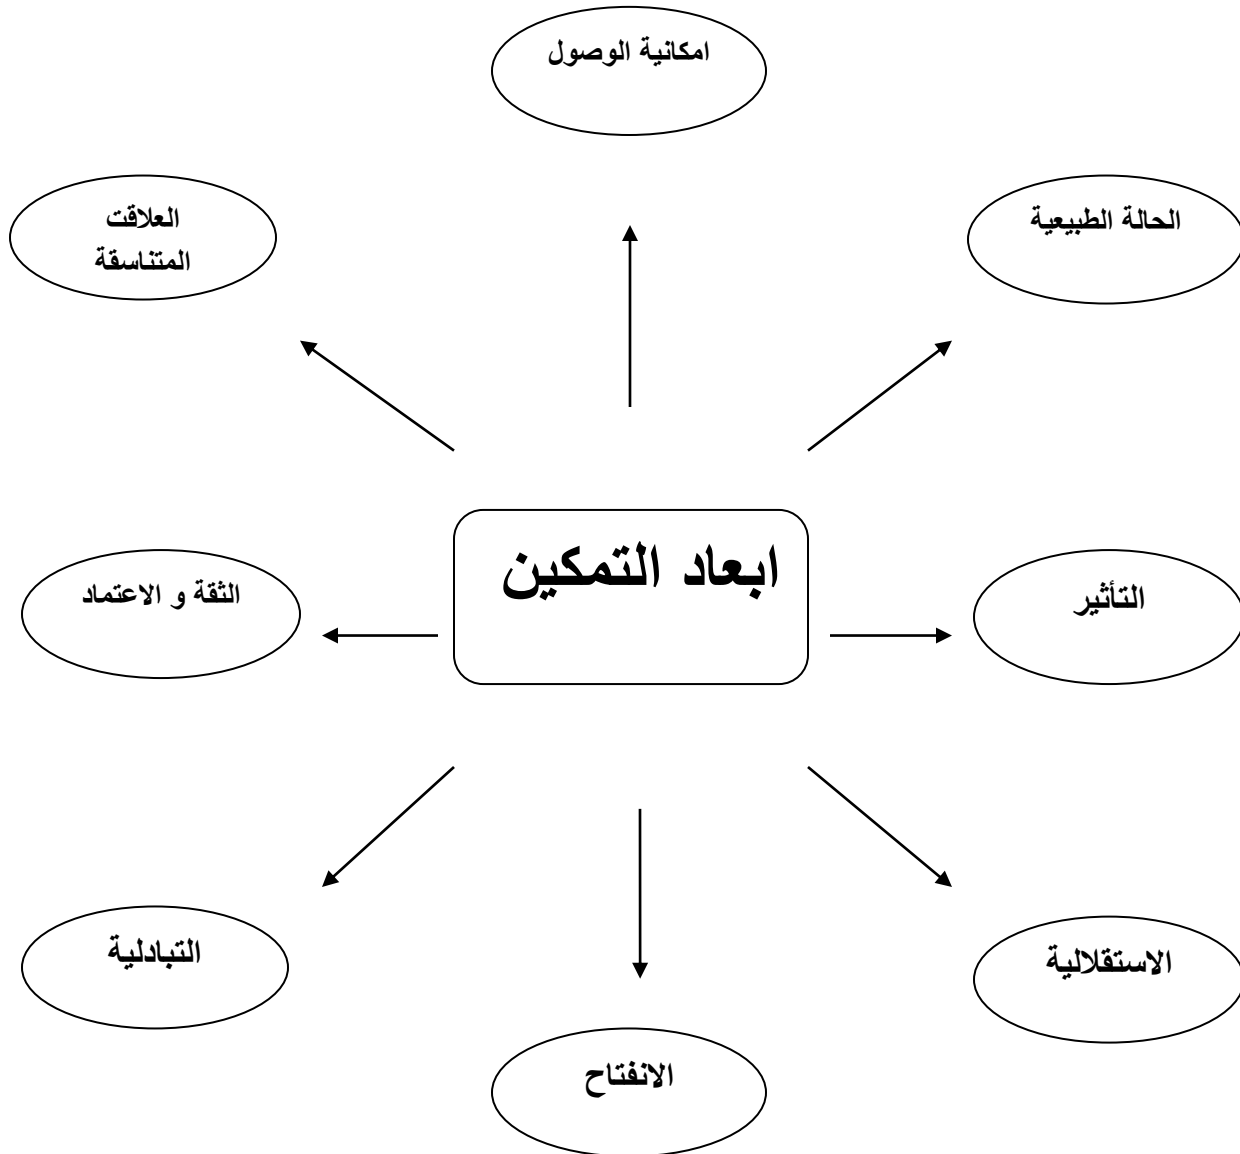 امكانية الوصول
الحالة الطبيعية
العلاقت
المتناسقة
ابعاد التمكين
التأثير
الثقة و الاعتماد
الاستقلالية
التبادلية
الانفتاح